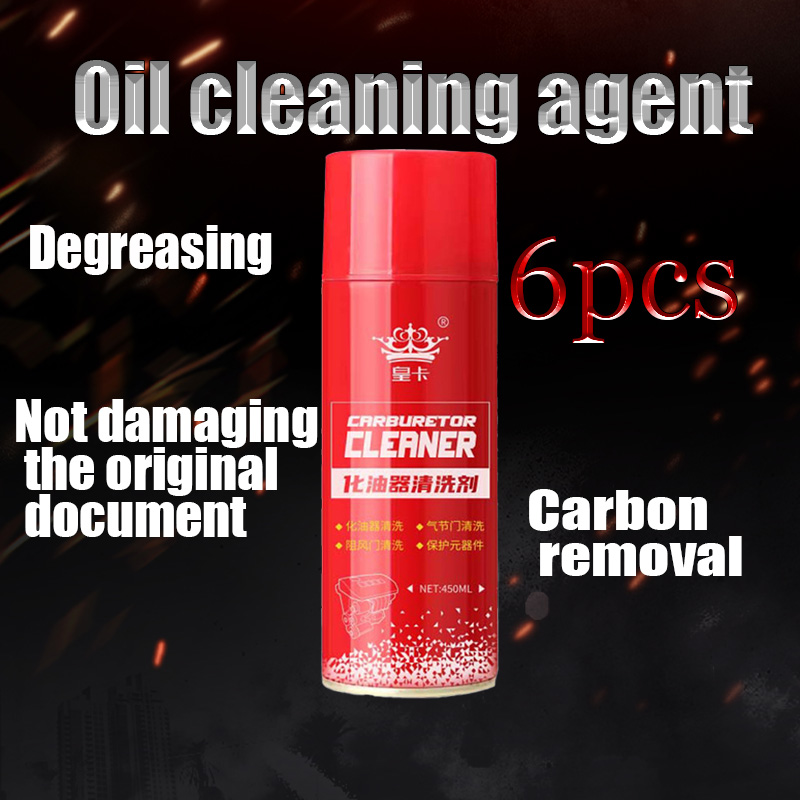 Oil cleaning agent
Degreasing
6pcs
®
皇卡
Not damaging
the original
document
CARBURETOR
CLEANER
化油器清洗剂
◆ 化油器清洗 ◆ 气节门清洗
◆ 阻风门清洗 ◆ 保护元器件
Carbon
removal
◀ NET:450ML ▶